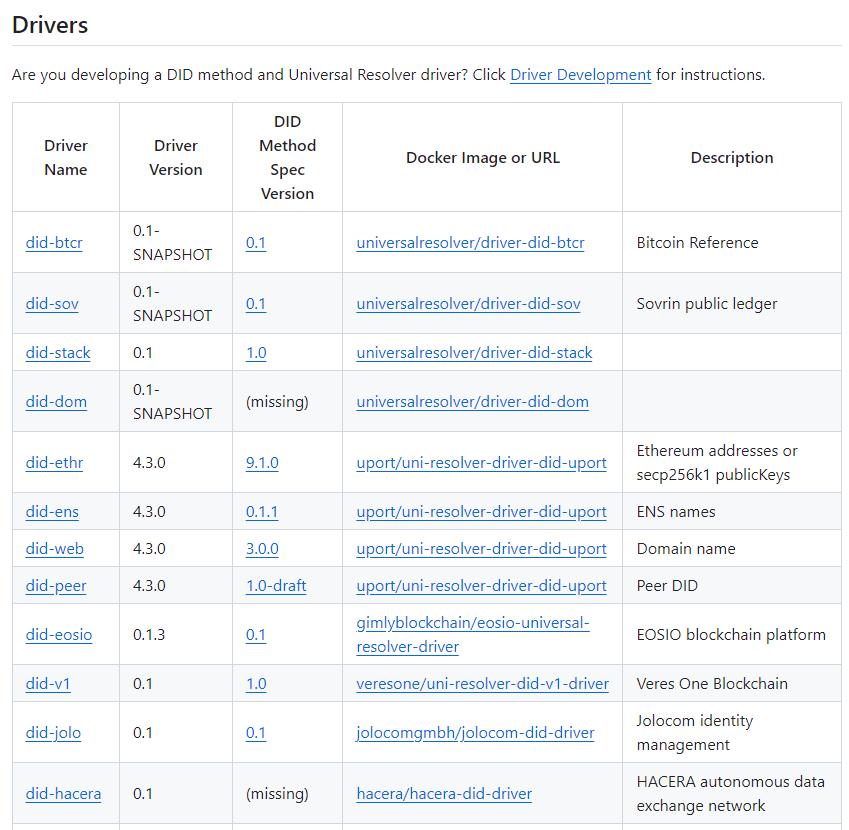 Drivers
Are you developing a DID method and Universal Resolver driver? Click Driver Development for instructions.
Driver Name | Driver Version | DID Method Spec Version | Docker Image or URL | Description
did-btcr | 0.1-SNAPSHOT | 0.1 | universalresolver/driver-did-btcr | Bitcoin Reference
did-sov | 0.1-SNAPSHOT | 0.1 | universalresolver/driver-did-sov | Sovrin public ledger
did-stack | 0.1 | 1.0 | universalresolver/driver-did-stack
did-dom | 0.1-SNAPSHOT | (missing) | universalresolver/driver-did-dom
did-ethr | 4.3.0 | 9.1.0 | uport/uni-resolver-driver-did-uport | Ethereum addresses or secp256k1 publicKeys
did-ens | 4.3.0 | 0.1.1 | uport/uni-resolver-driver-did-uport | ENS names
did-web | 4.3.0 | 3.0.0 | uport/uni-resolver-driver-did-uport | Domain name
did-peer | 4.3.0 | 1.0-draft | uport/uni-resolver-driver-did-uport | Peer DID
did-eosio | 0.1.3 | 0.1 | gimlyblockchain/eosio-universal-resolver-driver | EOSIO blockchain platform
did-v1 | 0.1 | 1.0 | veresone/uni-resolver-did-v1-driver | Veres One Blockchain
did-jolo | 0.1 | 0.1 | jolocomgmbh/jolocom-did-driver | Jolocom identity management
did-hacera | 0.1 | (missing) | hacera/hacera-did-driver | HACERA autonomous data exchange network